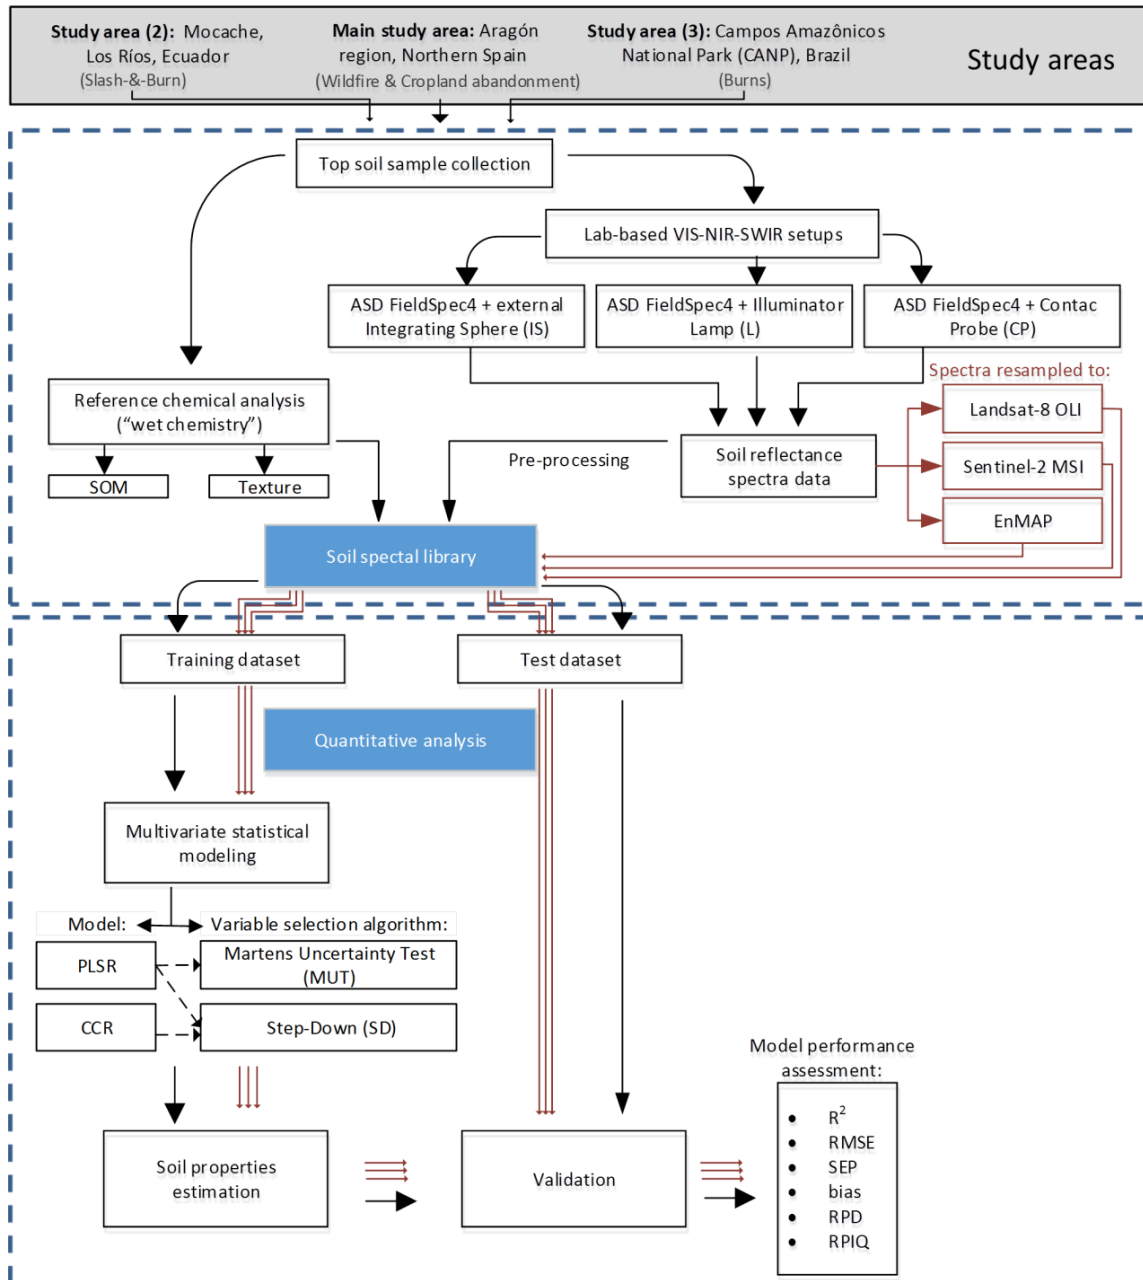 Study area (2): Mocache,
Los Ríos, Ecuador
(Slash-&-Burn)
Main study area: Aragón
region, Northern Spain
(Wildfire & Cropland abandonment)
Study area (3): Campos Amazônicos
National Park (CANP), Brazil
(Burns)
Study areas
Top soil sample collection
Lab-based VIS-NIR-SWIR setups
ASD FieldSpec4 + external
Integrating Sphere (IS)
ASD FieldSpec4 + Illuminator
Lamp (L)
ASD FieldSpec4 + Contac
Probe (CP)
Spectra resampled to:
Landsat-8 OLI
Sentinel-2 MSI
EnMAP
Reference chemical analysis
(“wet chemistry”)
SOM
Texture
Pre-processing
Soil reflectance
spectra data
Soil spectal library
Training dataset
Test dataset
Quantitative analysis
Multivariate statistical
modeling
Model:
Variable selection algorithm:
PLSR
Martens Uncertainty Test
(MUT)
CCR
Step-Down (SD)
Soil properties
estimation
Validation
Model performance
assessment:
• R²
• RMSE
• SEP
• bias
• RPD
• RPIQ